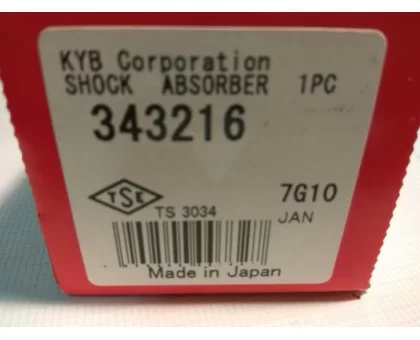 KYB Corporation
SHOCK ABSORBER 1PC
343216
TSE
7G10
TS 3034
JAN
Made in Japan